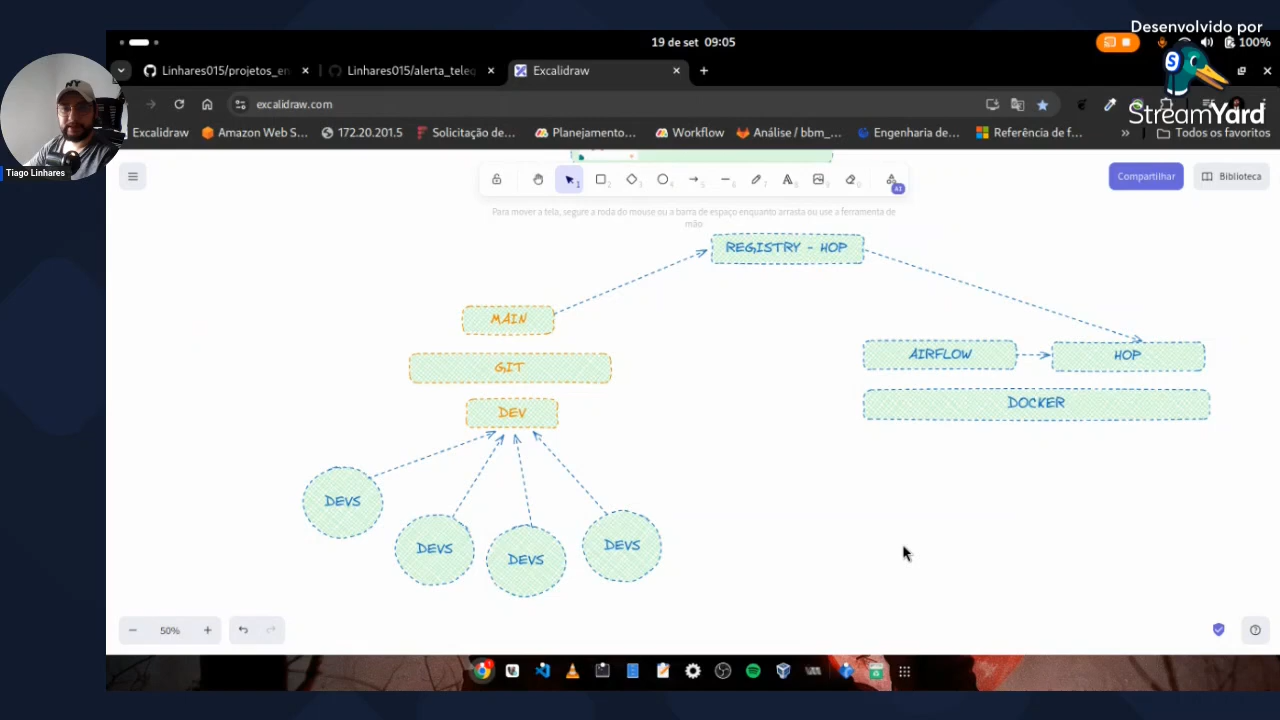 Desenvolvido por
StreamYard
19 de set 09:05
100%
Linhares015/projetos_en
Linhares015/alerta_teleg
Excalidraw
excalidraw.com
Excalidraw
Amazon Web S...
172.20.201.5
Solicitação de...
Planejamento...
Workflow
Análise / bbm_...
Engenharia de...
Referência de f...
Todos os favoritos
Tiago Linhares
Compartilhar
Biblioteca
Para mover a tela, segure a roda do mouse ou a barra de espaço enquanto arrasta ou use a ferramenta de
mão
REGISTRY - HOP
MAIN
GIT
DEV
AIRFLOW
HOP
DOCKER
DEVS
DEVS
DEVS
DEVS
50%